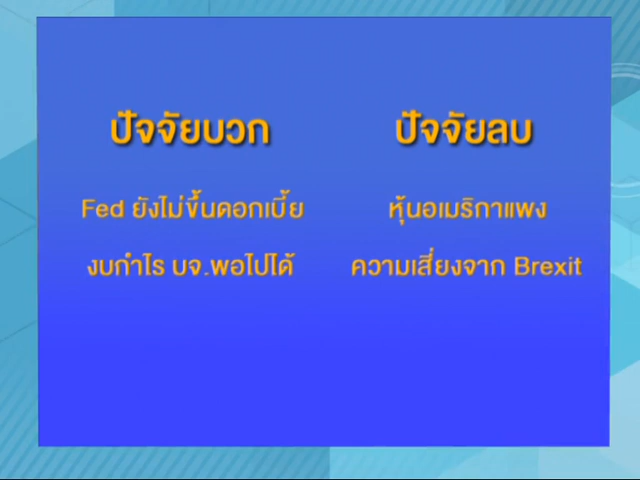 ปัจจัยบวก
Fed ยังไม่ขึ้นดอกเบี้ย
งบกำไร บจ.พอไปได้
ปัจจัยลบ
หุ้นอเมริกาแพง
ความเสี่ยงจาก Brexit